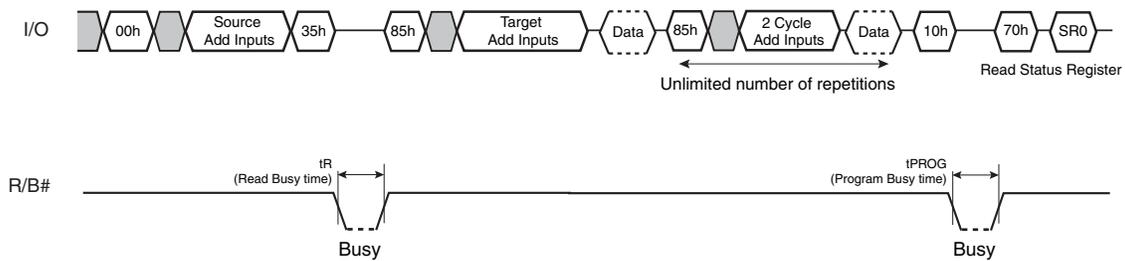 I/O
00h
Source
Add Inputs
35h
85h
Target
Add Inputs
Data
85h
2 Cycle
Add Inputs
Data
10h
70h
SR0
Unlimited number of repetitions
Read Status Register
R/B#
tR
(Read Busy time)
Busy
tPROG
(Program Busy time)
Busy